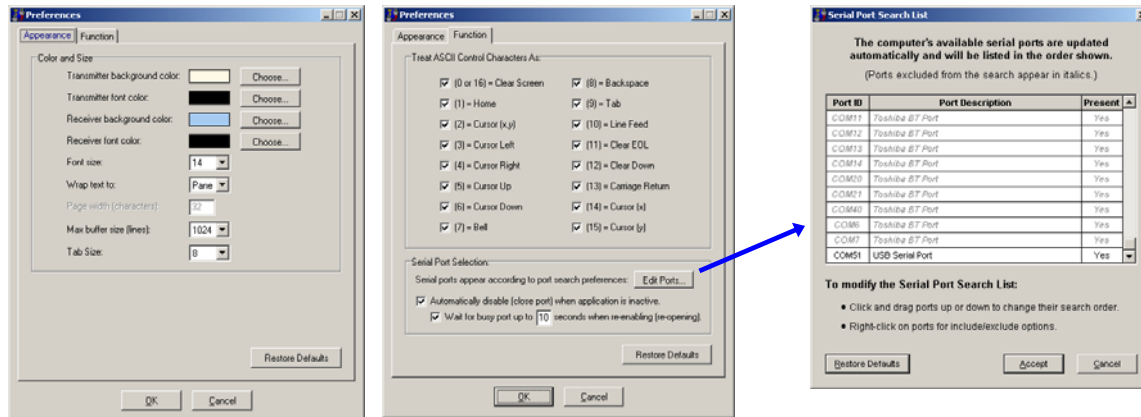 Preferences
Appearance Function
Color and Size
Transmitter background color: Choose...
Transmitter font color: Choose...
Receiver background color: Choose...
Receiver font color: Choose...
Font size: 14
Wrap text to: Pane
Page width (characters): 32
Max buffer size (lines): 1024
Tab Size: 8
Restore Defaults
OK Cancel
Preferences
Appearance Function
Treat ASCII Control Characters As:
(0 or 16) = Clear Screen (8) = Backspace
(1) = Home (9) = Tab
(2) = Cursor (x,y) (10) = Line Feed
(3) = Cursor Left (11) = Clear EOL
(4) = Cursor Right (12) = Clear Down
(5) = Cursor Up (13) = Carriage Return
(6) = Cursor Down (14) = Cursor (x)
(7) = Bell (15) = Cursor (y)
Serial Port Selection:
Serial ports appear according to port search preferences: Edit Ports...
Automatically disable (close port) when application is inactive.
Wait for busy port up to 10 seconds when re-enabling (re-opening).
Restore Defaults
OK Cancel
Serial Port Search List
The computer's available serial ports are updated
automatically and will be listed in the order shown.
(Ports excluded from the search appear in italics.)
Port ID Port Description Present
COM11 Toshiba BT Port Yes
COM12 Toshiba BT Port Yes
COM13 Toshiba BT Port Yes
COM14 Toshiba BT Port Yes
COM20 Toshiba BT Port Yes
COM21 Toshiba BT Port Yes
COM40 Toshiba BT Port Yes
COM6 Toshiba BT Port Yes
COM7 Toshiba BT Port Yes
COM51 USB Serial Port Yes
To modify the Serial Port Search List:
• Click and drag ports up or down to change their search order.
• Right-click on ports for include/exclude options.
Restore Defaults Accept Cancel